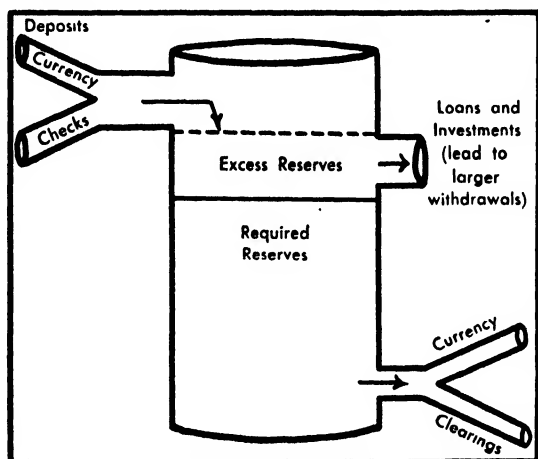 Deposits
Currency
Checks
Loans and
Investments
(lead to
larger
withdrawals)
Excess Reserves
Required
Reserves
Currency
Clearings